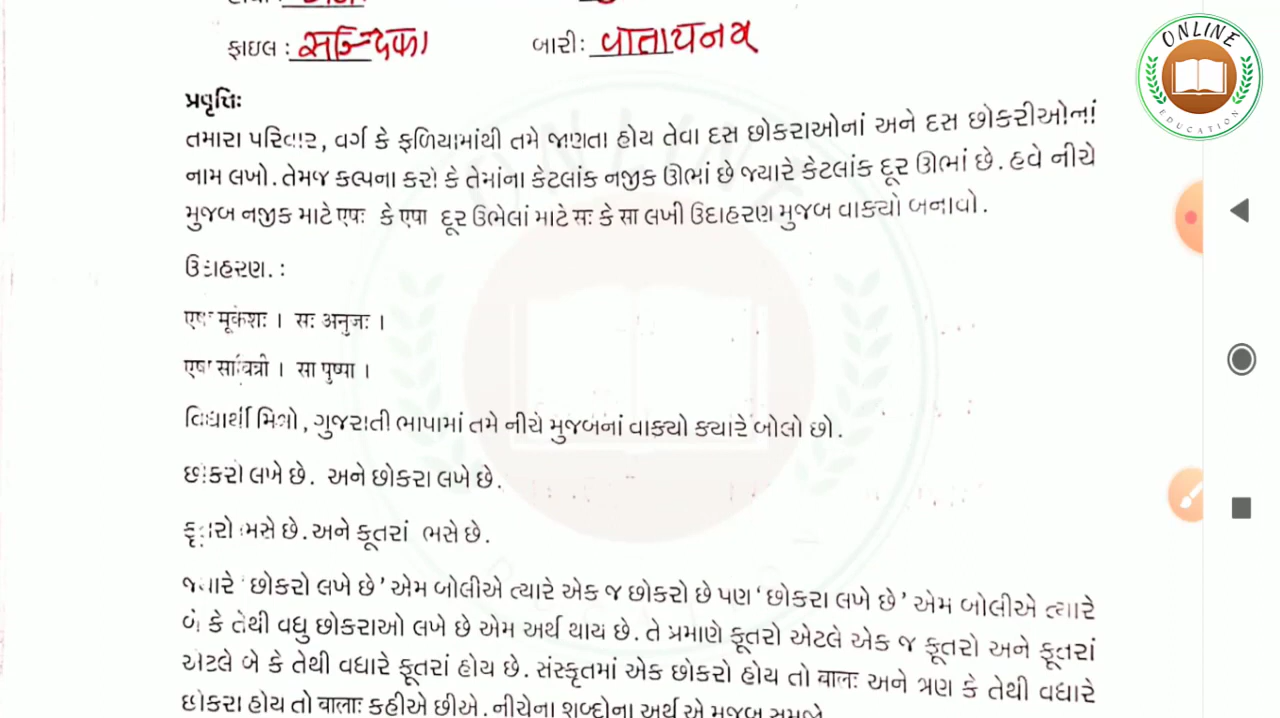 ફાઇલ : सञ्चिका બારી: वातायनम्
ONLINE
EDUCATION
પ્રવૃત્તિઃ
તમારા પરિવાર, વર્ગ કે ફળિયામાંથી તમે જાણતા હોય તેવા દસ છોકરાઓનાં અને દસ છોકરીઓનાં
નામ લખો. તેમજ કલ્પના કરો કે તેમાંના કેટલાંક નજીક ઊભાં છે જ્યારે કેટલાંક દૂર ઊભાં છે. હવે નીચે
મુજબ નજીક માટે एषः કે एषा દૂર ઉભેલાં માટે सः કે सा લખી ઉદાહરણ મુજબ વાક્યો બનાવો.
ઉદાહરણ. :
एषः मूकेशः । सः अनुजः ।
एषा सावित्री । सा पुष्पा ।
વિદ્યાર્થી મિત્રો, ગુજરાતી ભાષામાં તમે નીચે મુજબનાં વાક્યો ક્યારે બોલો છો.
છોકરો લખે છે. અને છોકરા લખે છે.
કૂતરો ભસે છે. અને કૂતરાં ભસે છે.
જ્યારે 'છોકરો લખે છે' એમ બોલીએ ત્યારે એક જ છોકરો છે પણ 'છોકરા લખે છે' એમ બોલીએ ત્યારે
બે કે તેથી વધુ છોકરાઓ લખે છે એમ અર્થ થાય છે. તે પ્રમાણે કૂતરો એટલે એક જ કૂતરો અને કૂતરાં
એટલે બે કે તેથી વધારે કૂતરાં હોય છે. સંસ્કૃતમાં એક છોકરો હોય તો बालः અને ત્રણ કે તેથી વધારે
છોકરા હોય તો बालाः કહીએ છીએ. નીચેના શબ્દોના અર્થ એ મુજબ સમજો